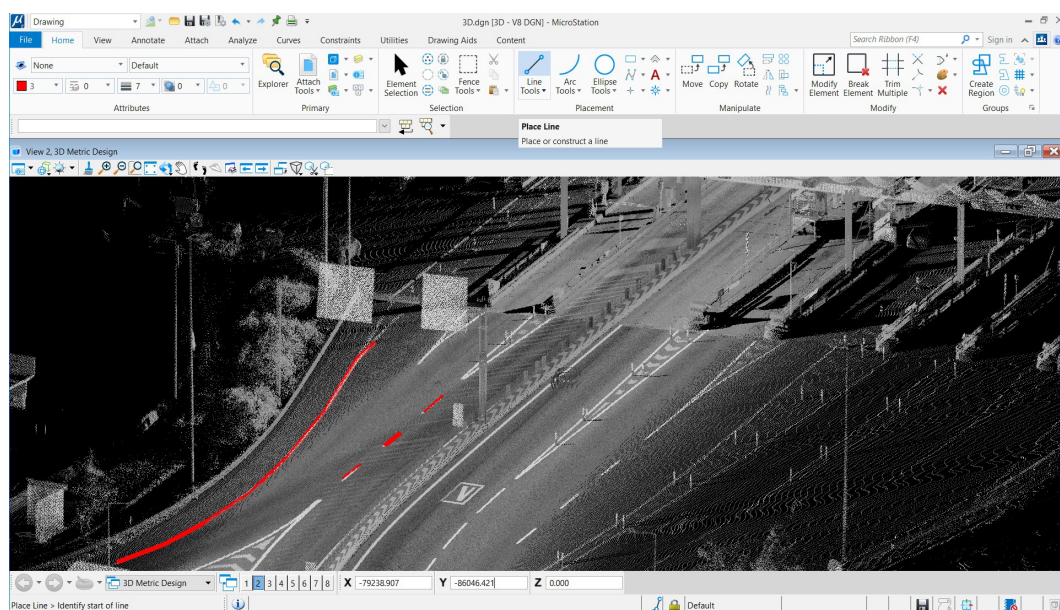 Drawing
3D.dgn [3D - V8 DGN] - MicroStation
File Home View Annotate Attach Analyze Curves Constraints Utilities Drawing Aids Content
Search Ribbon (F4)
Sign in
None
Default
3 0 7 0 0
Attributes
Explorer
Attach Tools
Primary
Element Selection
Fence Tools
Selection
Line Tools
Arc Tools
Ellipse Tools
Placement
Move Copy Rotate
Manipulate
Modify Element
Break Element
Trim Multiple
Modify
Create Region
Groups
Place Line
Place or construct a line
View 2, 3D Metric Design
V
3D Metric Design
1 2 3 4 5 6 7 8
X -79238.907
Y -86046.421
Z 0.000
Place Line > Identify start of line
Default